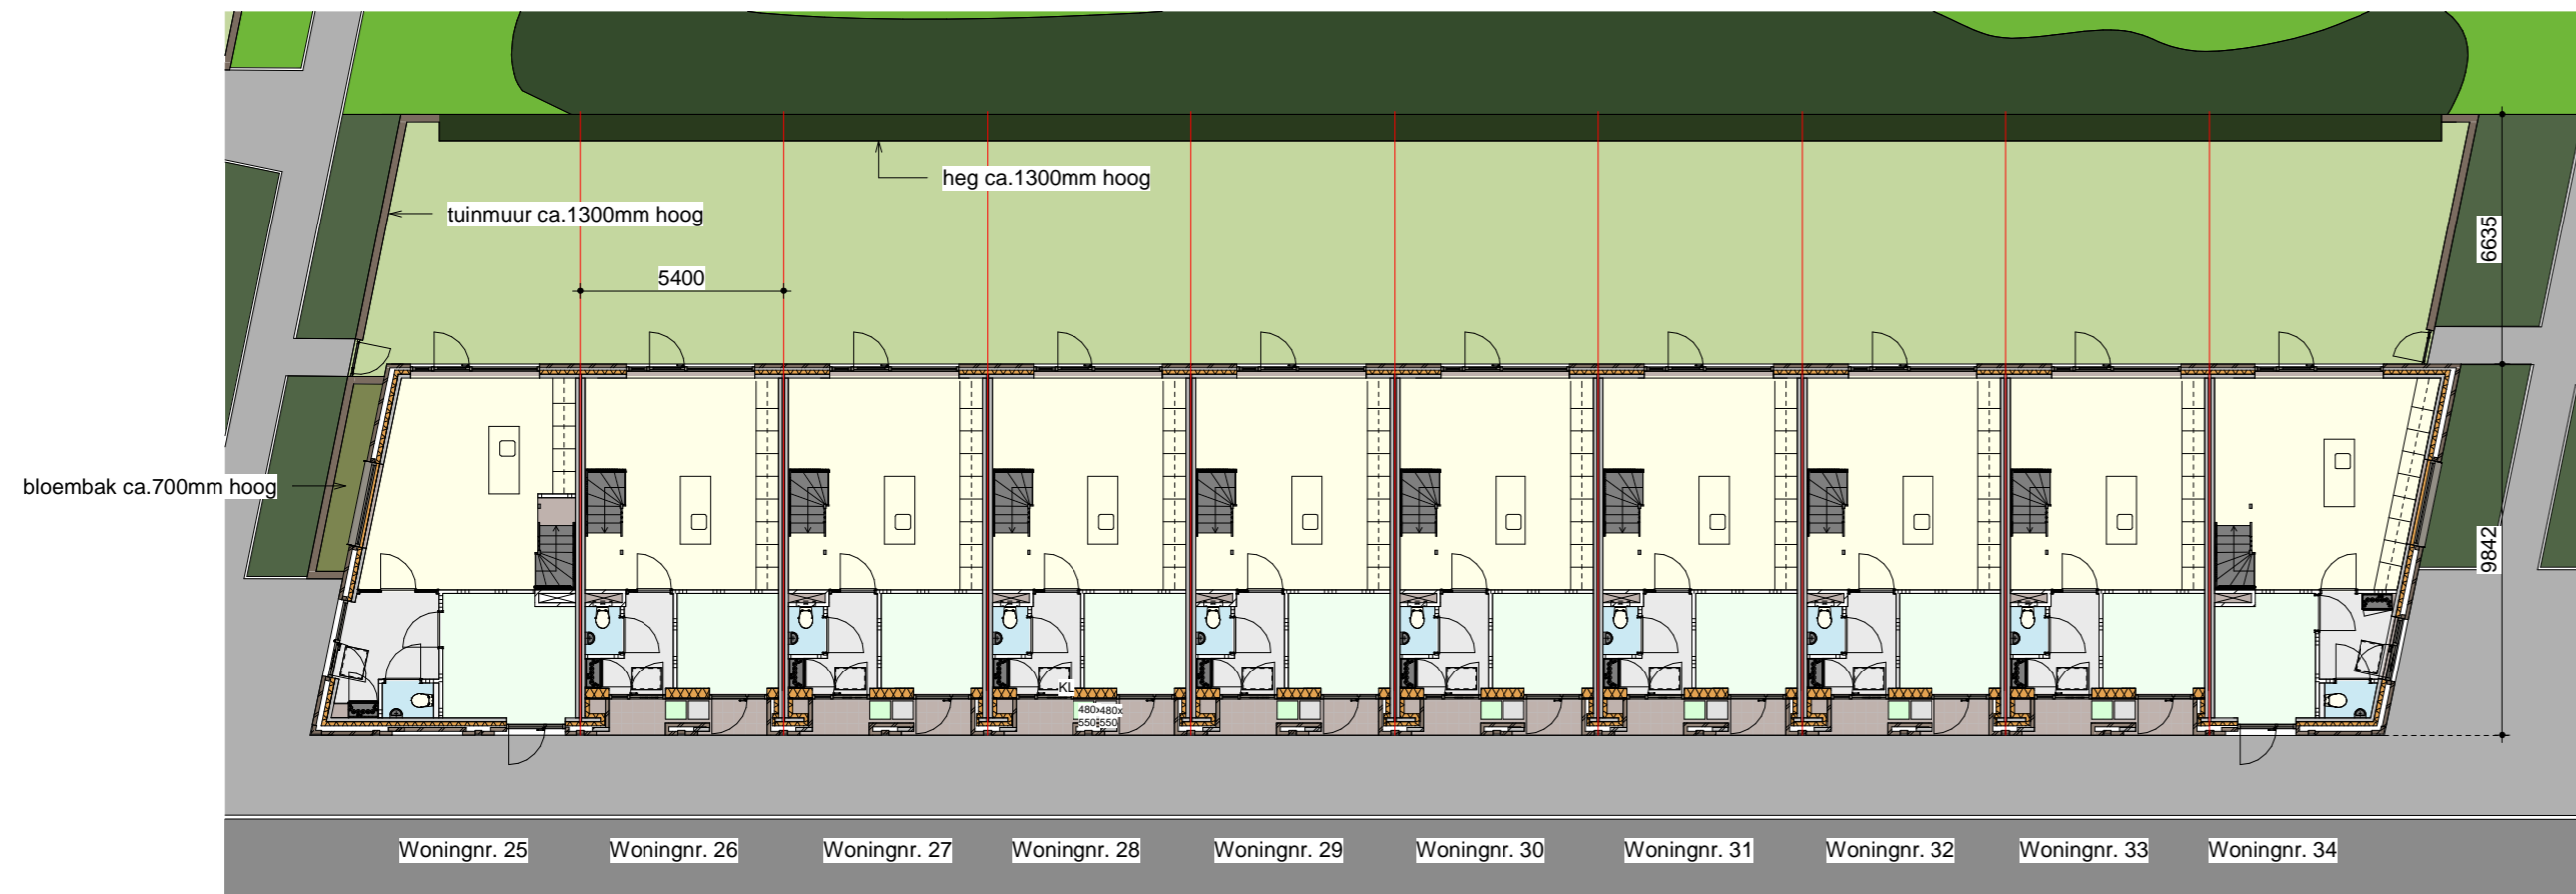 heg ca.1300mm hoog
tuinmuur ca.1300mm hoog
6635
5400
bloembak ca.700mm hoog
9842
KL
480x480x
550 550
Woningnr. 25
Woningnr. 26
Woningnr. 27
Woningnr. 28
Woningnr. 29
Woningnr. 30
Woningnr. 31
Woningnr. 32
Woningnr. 33
Woningnr. 34